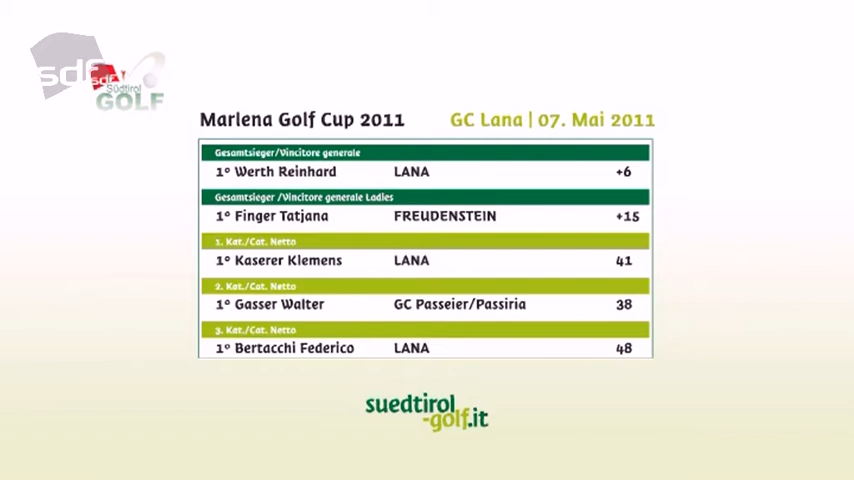 sdf
sdf
Südtirol
GOLF
Marlena Golf Cup 2011 GC Lana | 07. Mai 2011
Gesamtsieger/Vincitore generale
1° Werth Reinhard LANA +6
Gesamtsieger /Vincitore generale Ladies
1° Finger Tatjana FREUDENSTEIN +15
1. Kat./Cat. Netto
1° Kaserer Klemens LANA 41
2. Kat./Cat. Netto
1° Gasser Walter GC Passeier/Passiria 38
3. Kat./Cat. Netto
1° Bertacchi Federico LANA 48
suedtirol
-golf.it